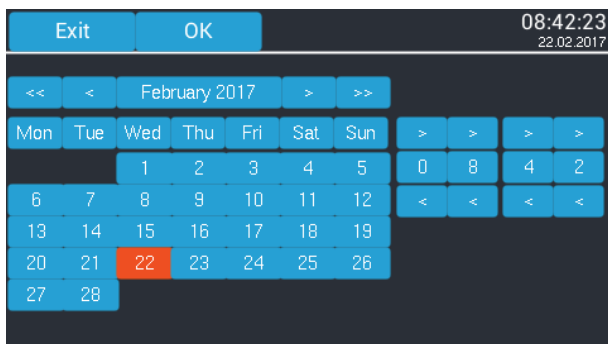 Exit OK 08:42:23
22.02.2017
<< < February 2017 > >>
Mon Tue Wed Thu Fri Sat Sun > > > >
1 2 3 4 5 0 8 4 2
6 7 8 9 10 11 12 < < < <
13 14 15 16 17 18 19
20 21 22 23 24 25 26
27 28